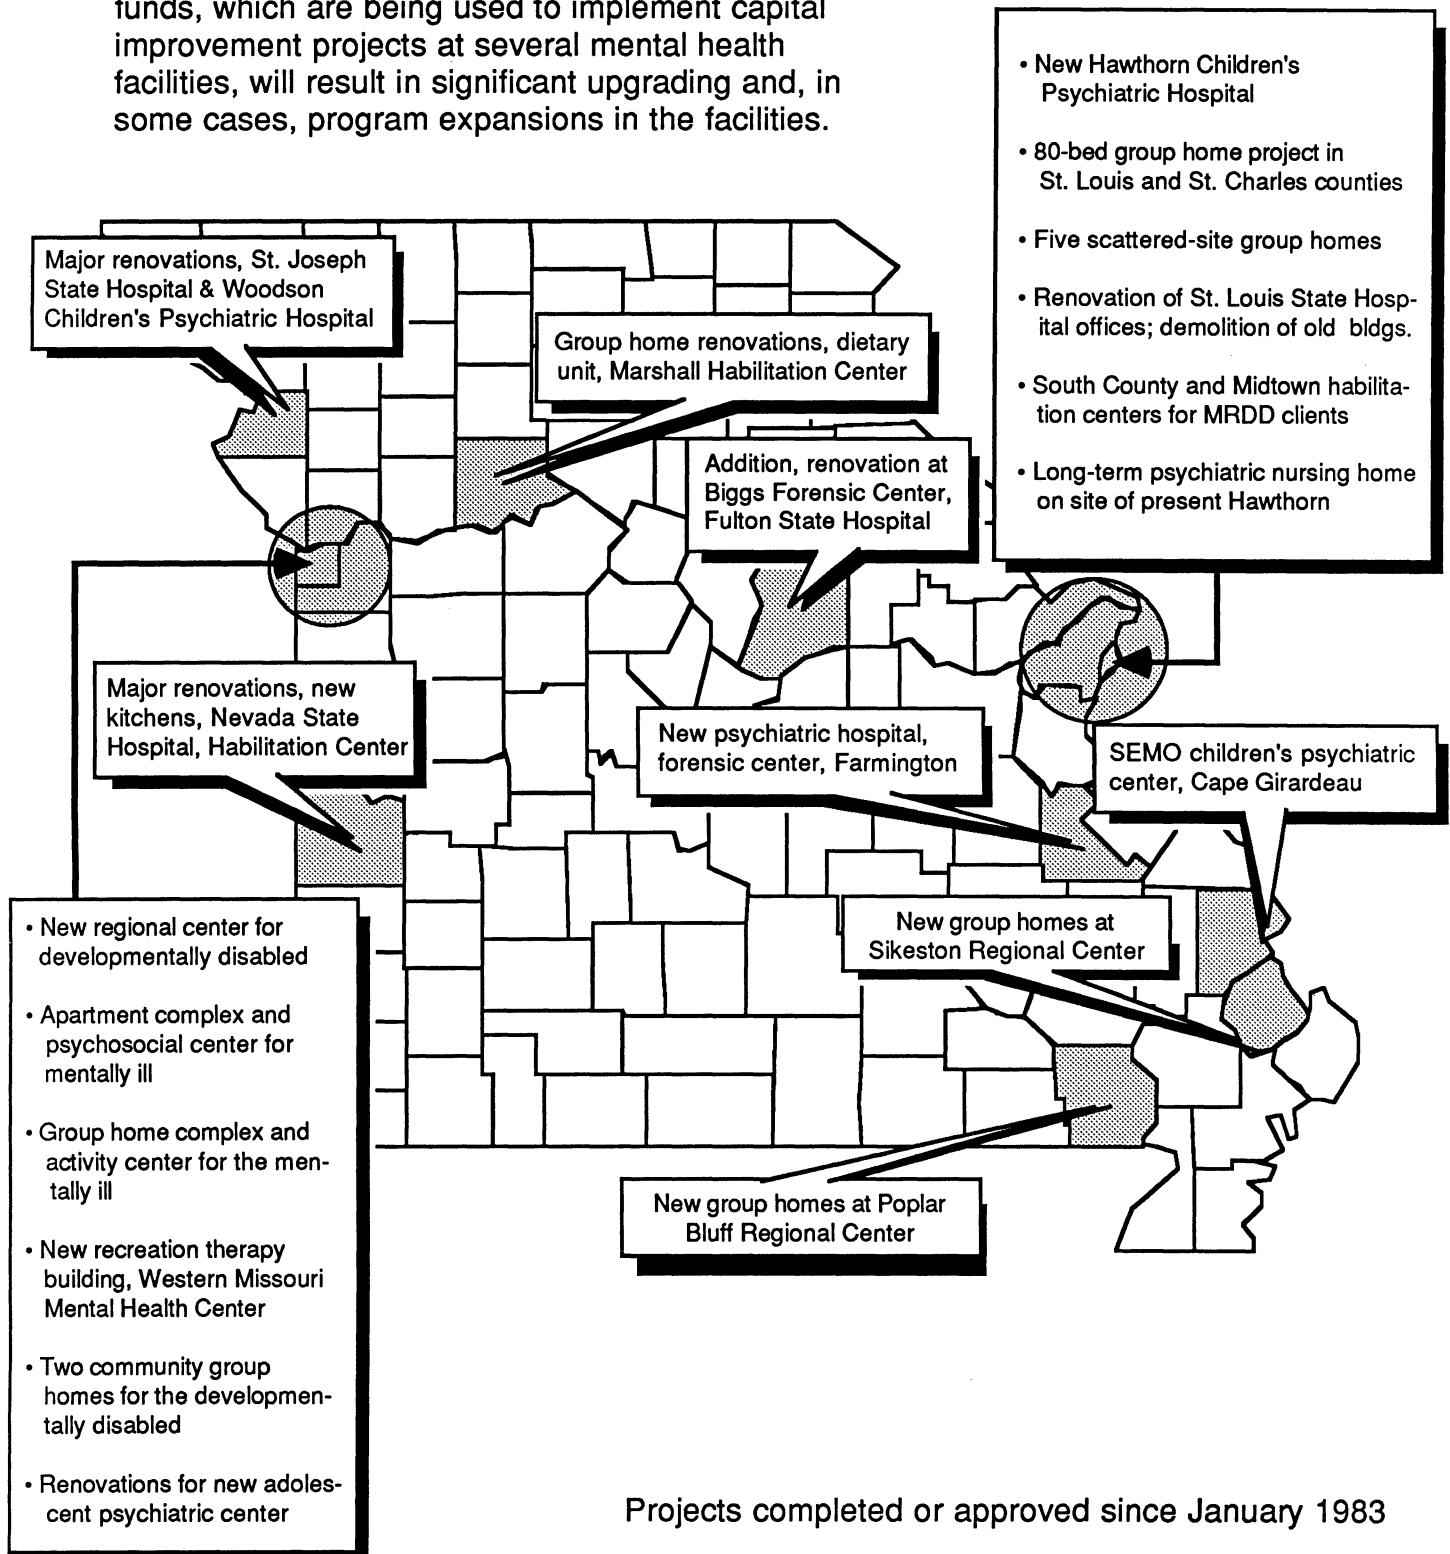 funds, which are being used to implement capital
improvement projects at several mental health
facilities, will result in significant upgrading and, in
some cases, program expansions in the facilities.
• New Hawthorn Children's
Psychiatric Hospital
• 80-bed group home project in
St. Louis and St. Charles counties
• Five scattered-site group homes
• Renovation of St. Louis State Hosp-
ital offices; demolition of old bldgs.
• South County and Midtown habilita-
tion centers for MRDD clients
• Long-term psychiatric nursing home
on site of present Hawthorn
Major renovations, St. Joseph
State Hospital & Woodson
Children's Psychiatric Hospital
Group home renovations, dietary
unit, Marshall Habilitation Center
Addition, renovation at
Biggs Forensic Center,
Fulton State Hospital
Major renovations, new
kitchens, Nevada State
Hospital, Habilitation Center
New psychiatric hospital,
forensic center, Farmington
SEMO children's psychiatric
center, Cape Girardeau
New group homes at
Sikeston Regional Center
• New regional center for
developmentally disabled
• Apartment complex and
psychosocial center for
mentally ill
• Group home complex and
activity center for the men-
tally ill
• New recreation therapy
building, Western Missouri
Mental Health Center
• Two community group
homes for the developmen-
tally disabled
• Renovations for new adoles-
cent psychiatric center
New group homes at Poplar
Bluff Regional Center
Projects completed or approved since January 1983